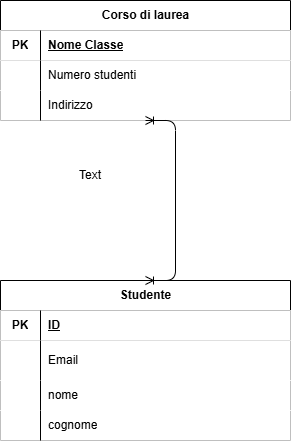 Corso di laurea
PK Nome Classe
Numero studenti
Indirizzo
Text
Studente
PK ID
Email
nome
cognome